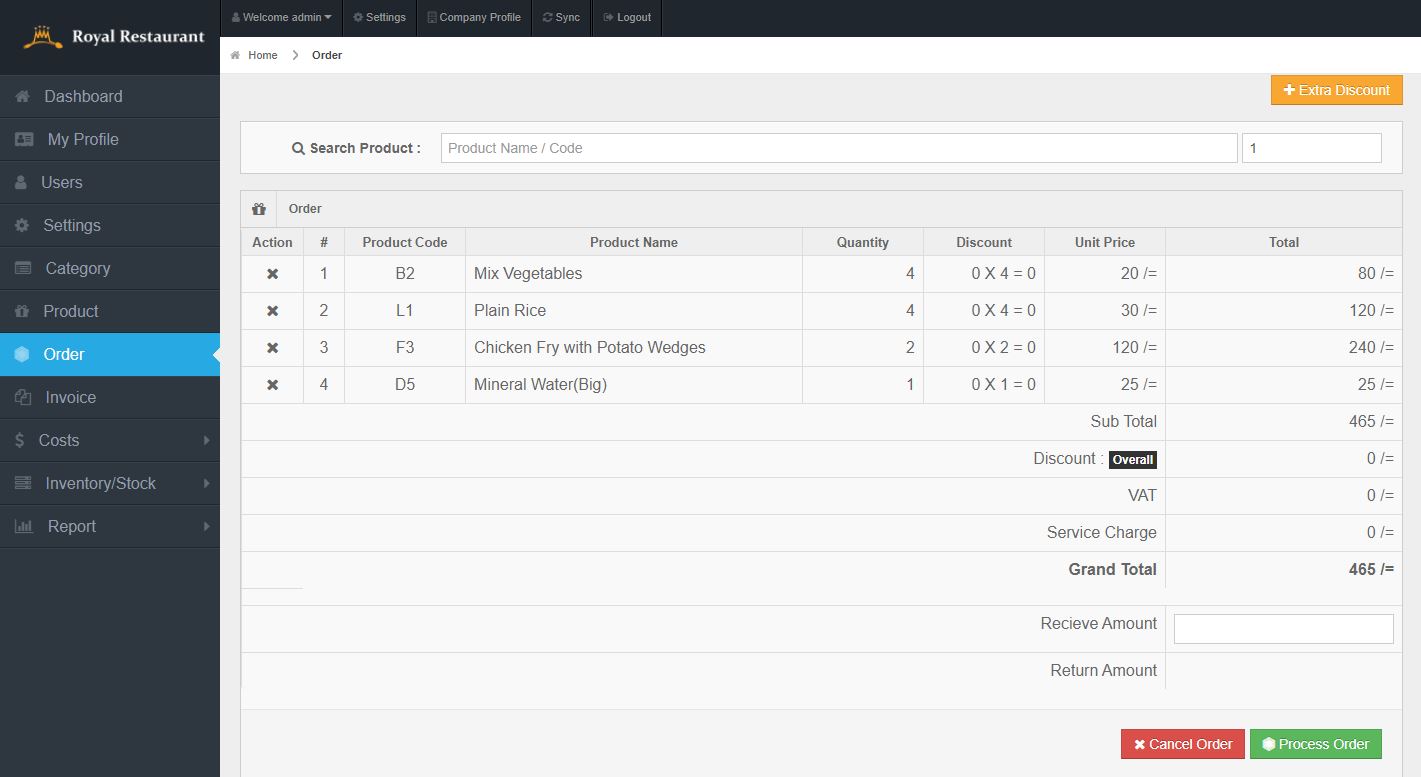 Royal Restaurant
Welcome admin Settings Company Profile Sync Logout
Home Order
Extra Discount
Dashboard
My Profile
Users
Settings
Category
Product
Order
Invoice
$ Costs
Inventory/Stock
Report
Search Product : Product Name / Code 1
Order
Action # Product Code Product Name Quantity Discount Unit Price Total
1 B2 Mix Vegetables 4 0 X 4 = 0 20 /= 80 /=
2 L1 Plain Rice 4 0 X 4 = 0 30 /= 120 /=
3 F3 Chicken Fry with Potato Wedges 2 0 X 2 = 0 120 /= 240 /=
4 D5 Mineral Water(Big) 1 0 X 1 = 0 25 /= 25 /=
Sub Total 465 /=
Discount : Overall 0 /=
VAT 0 /=
Service Charge 0 /=
Grand Total 465 /=
Recieve Amount
Return Amount
Cancel Order Process Order